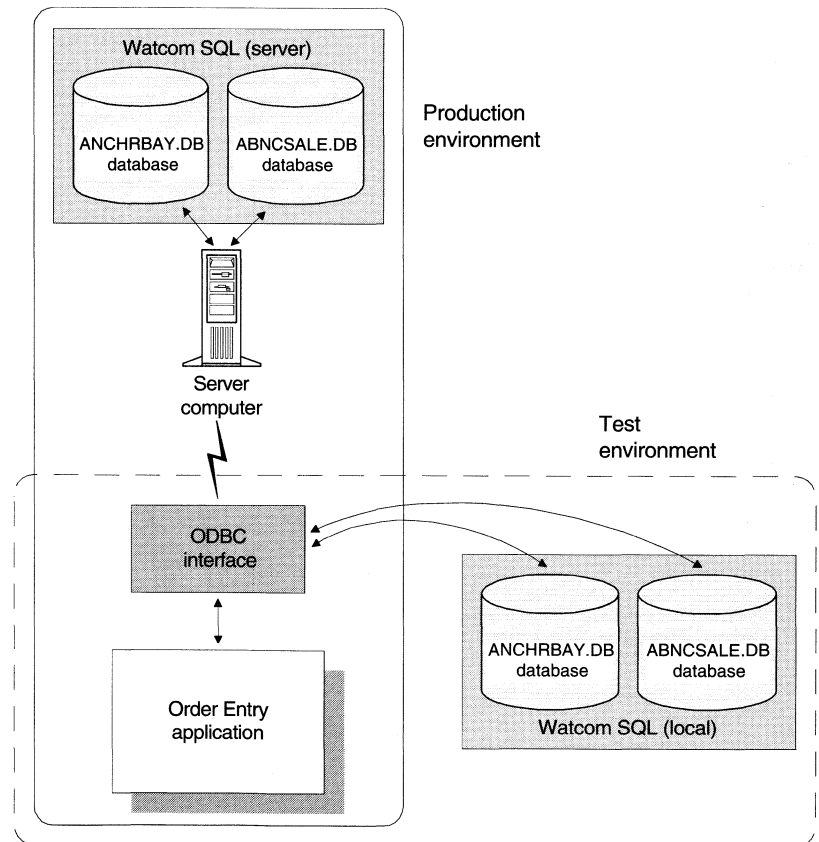 Watcom SQL (server)
ANCHRBAY.DB
database
ABNCSALE.DB
database
Production
environment
Server
computer
Test
environment
ODBC
interface
ANCHRBAY.DB
database
ABNCSALE.DB
database
Watcom SQL (local)
Order Entry
application